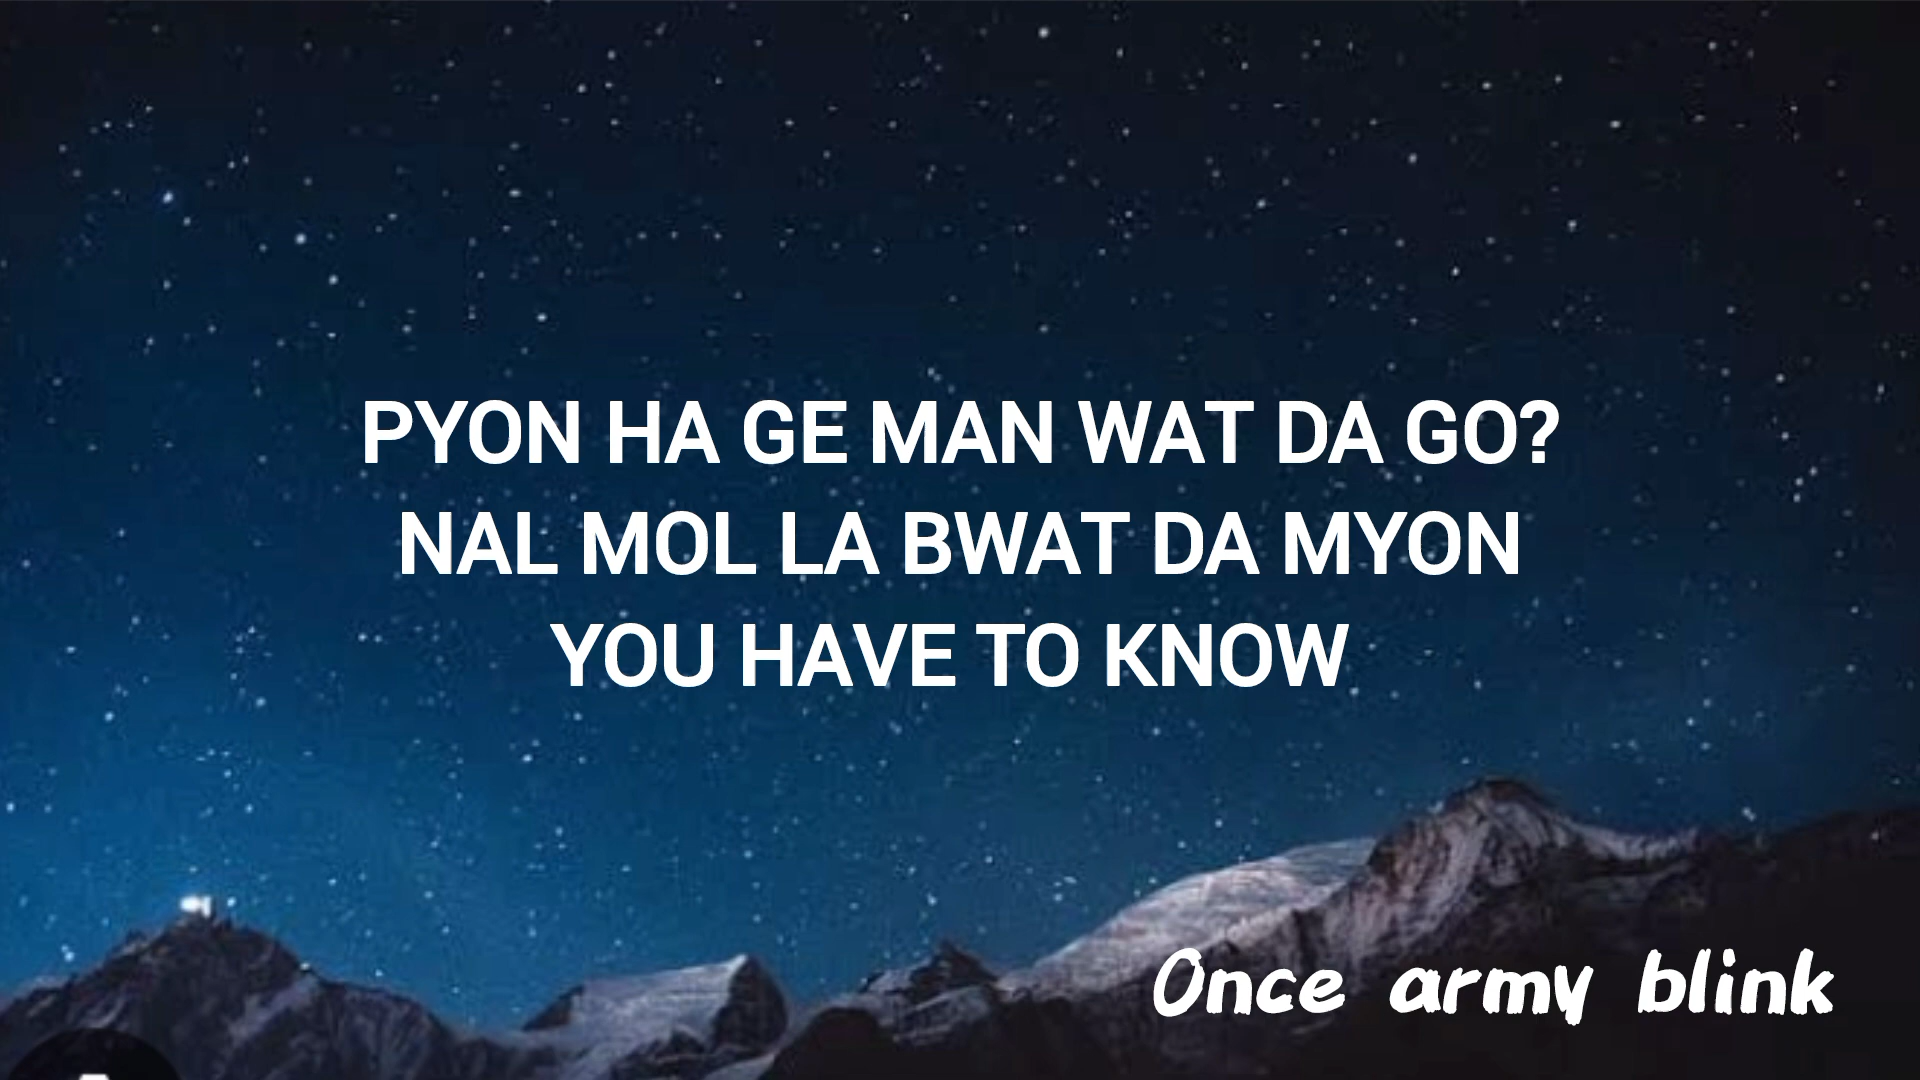 PYON HA GE MAN WAT DA GO?
NAL MOL LA BWAT DA MYON
YOU HAVE TO KNOW
Once army blink